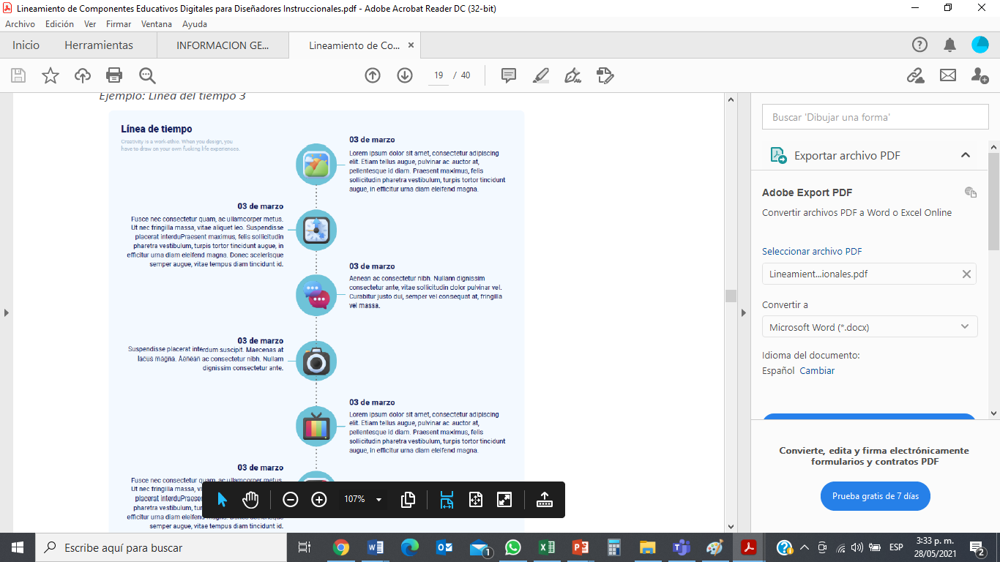 Lineamiento de Componentes Educativos Digitales para Diseñadores Instruccionales.pdf - Adobe Acrobat Reader DC (32-bit)
Archivo Edición Ver Firmar Ventana Ayuda
Inicio Herramientas INFORMACION GE... Lineamiento de Co... ×
19 / 40
Ejemplo: Línea del tiempo 3
Línea de tiempo
Creativity is a work-ethic. When you design, you
have to draw on your own fucking life experiences.
03 de marzo
Lorem ipsum dolor sit amet, consectetur adipiscing
elit. Etiam tellus augue, pulvinar ac auctor at,
pellentesque id diam. Praesent maximus, felis
sollicitudin pharetra vestibulum, turpis tortor tincidunt
augue, in efficitur urna diam eleifend magna.
03 de marzo
Fusce nec consectetur quam, ac ullamcorper metus.
Ut nec fringilla massa, vitae aliquet leo. Suspendisse
placerat interduPraesent maximus, felis sollicitudin
pharetra vestibulum, turpis tortor tincidunt augue, in
efficitur urna diam eleifend magna. Donec scelerisque
semper augue, vitae tempus diam tincidunt id.
03 de marzo
Aenean ac consectetur nibh. Nullam dignissim
consectetur ante, vitae sollicitudin dolor pulvinar vel.
Curabitur justo dui, semper vel consequat at, fringilla
vel massa.
03 de marzo
Suspendisse placerat interdum suscipit. Maecenas at
lacus magna. Aenean ac consectetur nibh. Nullam
dignissim consectetur ante.
03 de marzo
Lorem ipsum dolor sit amet, consectetur adipiscing
elit. Etiam tellus augue, pulvinar ac auctor at,
pellentesque id diam. Praesent maximus, felis
sollicitudin pharetra vestibulum, turpis tortor tincidunt
augue, in efficitur urna diam eleifend magna.
03 de marzo
Fusce nec consectetur quam, ac ullamcorper metus.
Ut nec fringilla massa,
placerat
pharetra vestibulum,
efficitur urna
semper augue, vitae tempus diam tincidunt id.
107%
Buscar 'Dibujar una forma'
Exportar archivo PDF
Adobe Export PDF
Convertir archivos PDF a Word o Excel Online
Seleccionar archivo PDF
Lineamient...ionales.pdf
Convertir a
Microsoft Word (*.docx)
Idioma del documento:
Español Cambiar
Convierte, edita y firma electrónicamente
formularios y contratos PDF
Prueba gratis de 7 días
Escribe aquí para buscar
1
ESP
3:33 p. m.
28/05/2021
2